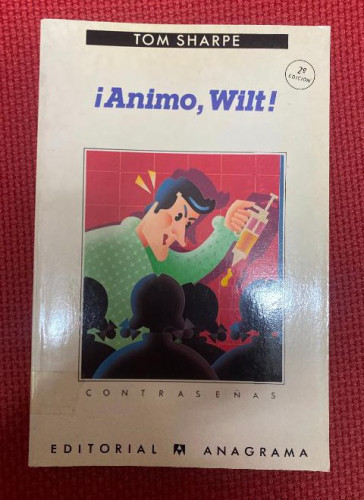 TOM SHARPE
2ª
EDICIÓN
¡Animo, Wilt!
CONTRASEÑAS
EDITORIAL ANAGRAMA